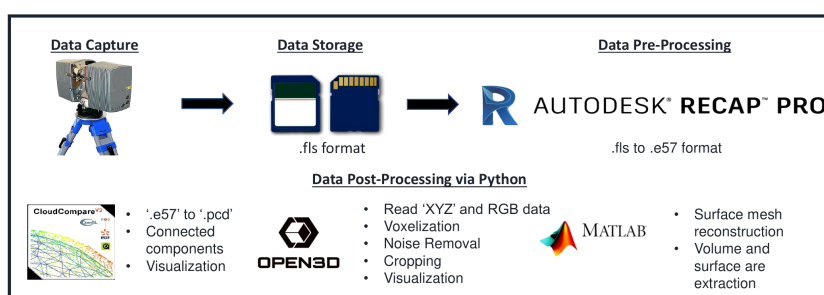 Data Capture
Data Storage
Data Pre-Processing
AUTODESK® RECAP™ PRO
.fls format
.fls to .e57 format
Data Post-Processing via Python
CloudCompare V2
EDF
• '.e57' to '.pcd'
• Connected
components
• Visualization
OPEN3D
• Read 'XYZ' and RGB data
• Voxelization
• Noise Removal
• Cropping
• Visualization
MATLAB
• Surface mesh
reconstruction
• Volume and
surface are
extraction